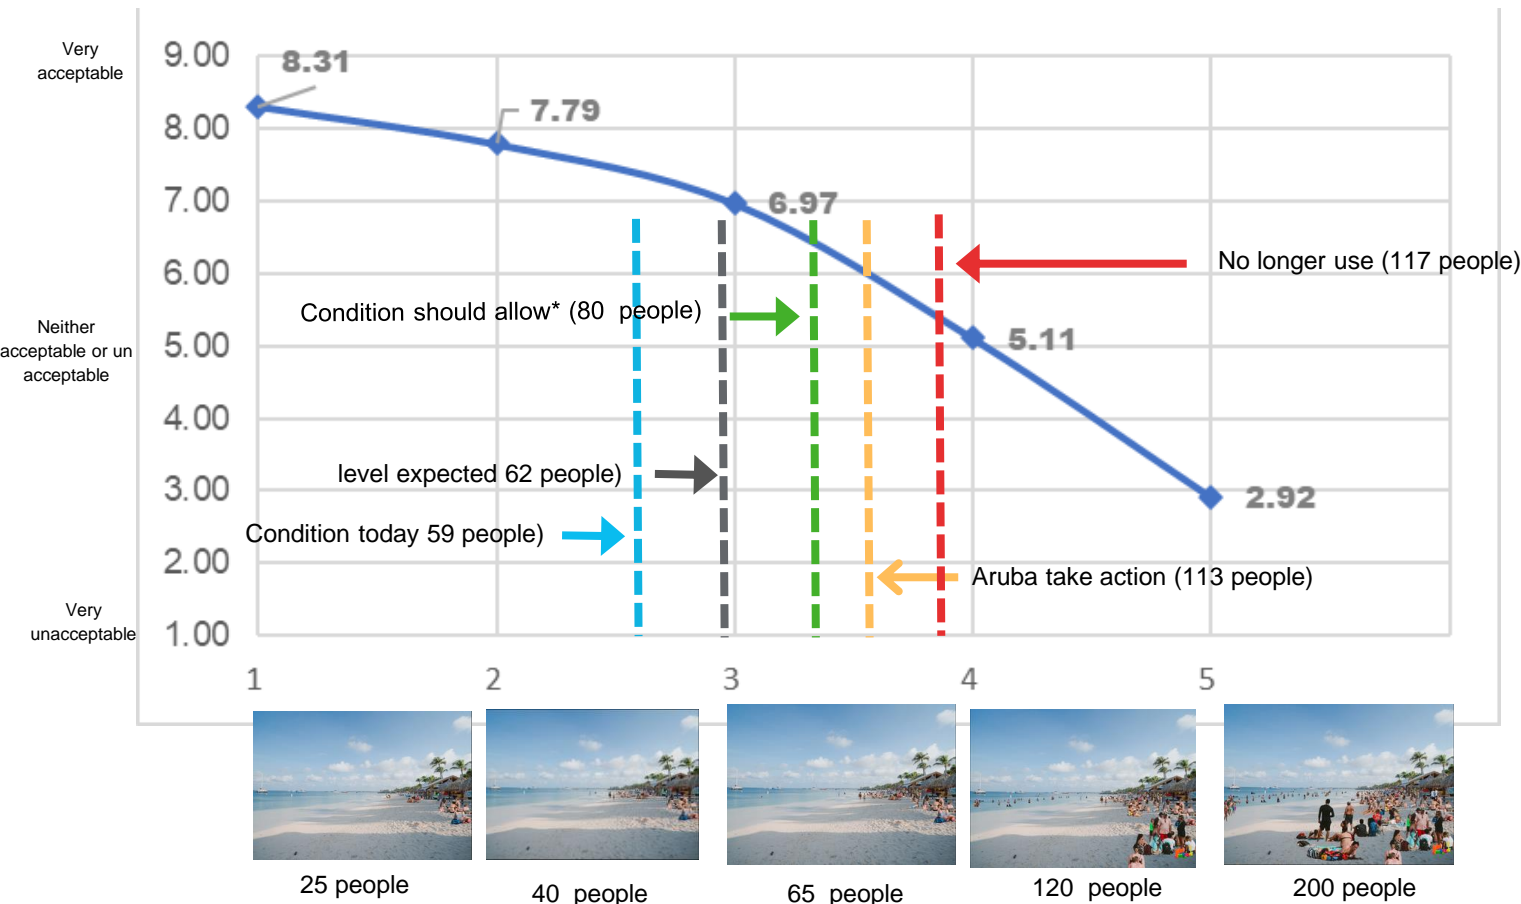 Very
acceptable
9.00
8.31
8.00
7.79
7.00
6.97
6.00
No longer use (117 people)
Condition should allow* (80  people)
Neither
acceptable or un
acceptable
5.00
5.11
4.00
level expected 62 people)
3.00
2.92
Condition today 59 people)
2.00
Aruba take action (113 people)
Very
unacceptable
1.00
1 2 3 4 5
25 people
40  people
65  people
120  people
200 people